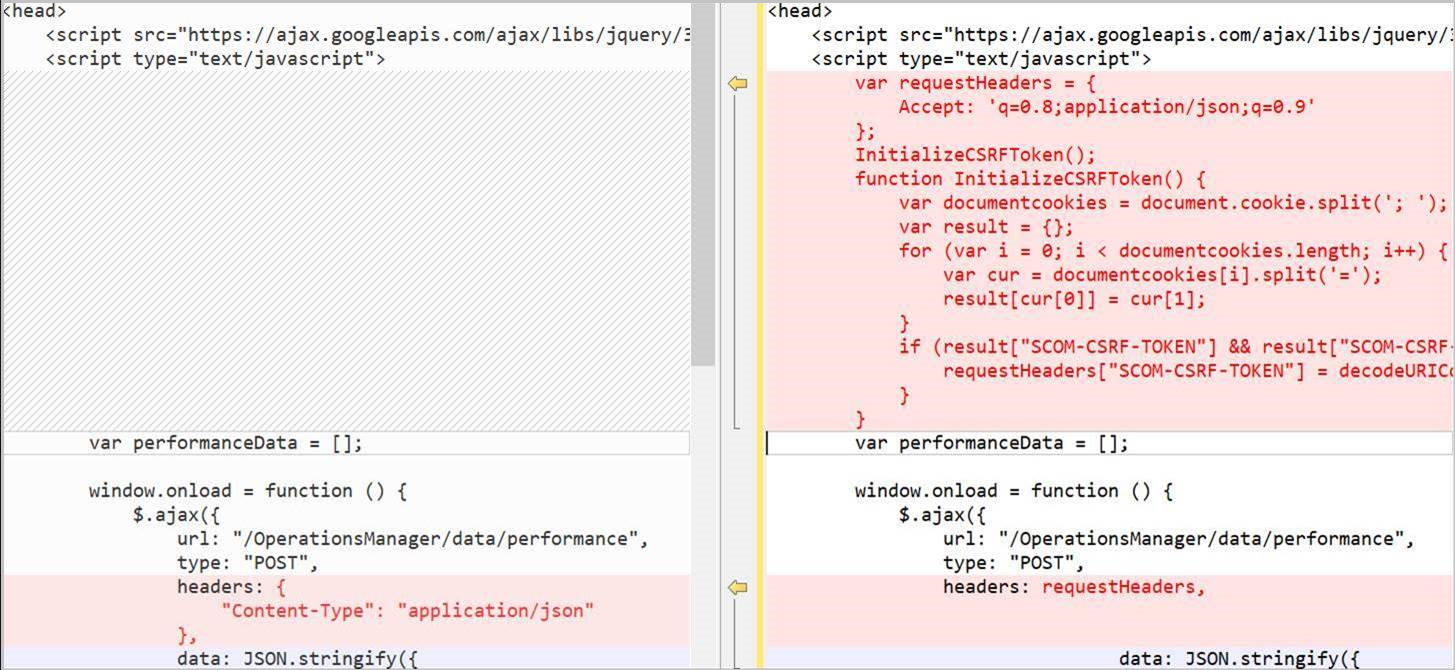 <head>
<script src="https://ajax.googleapis.com/ajax/libs/jquery/3
<script type="text/javascript">
var performanceData = [];
window.onload = function () {
$.ajax({
url: "/OperationsManager/data/performance",
type: "POST",
headers: {
"Content-Type": "application/json"
},
data: JSON.stringify({
<head>
<script src="https://ajax.googleapis.com/ajax/libs/jquery/3
<script type="text/javascript">
var requestHeaders = {
Accept: 'q=0.8;application/json;q=0.9'
};
InitializeCSRFToken();
function InitializeCSRFToken() {
var documentcookies = document.cookie.split('; ');
var result = {};
for (var i = 0; i < documentcookies.length; i++) {
var cur = documentcookies[i].split('=');
result[cur[0]] = cur[1];
}
if (result["SCOM-CSRF-TOKEN"] && result["SCOM-CSRF-
requestHeaders["SCOM-CSRF-TOKEN"] = decodeURICo
}
}
var performanceData = [];
window.onload = function () {
$.ajax({
url: "/OperationsManager/data/performance",
type: "POST",
headers: requestHeaders,
data: JSON.stringify({